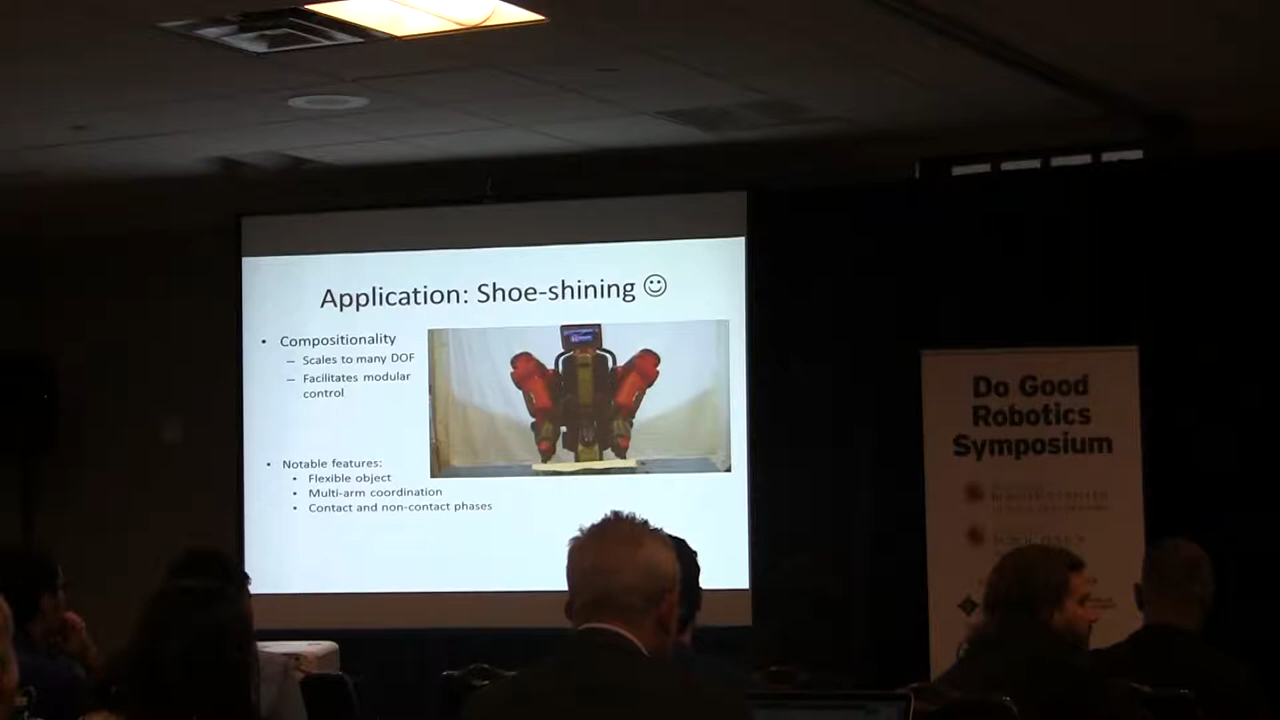 Application: Shoe-shining ☺
• Compositionality
– Scales to many DOF
– Facilitates modular
control
• Notable features:
• Flexible object
• Multi-arm coordination
• Contact and non-contact phases
Do Good
Robotics
Symposium